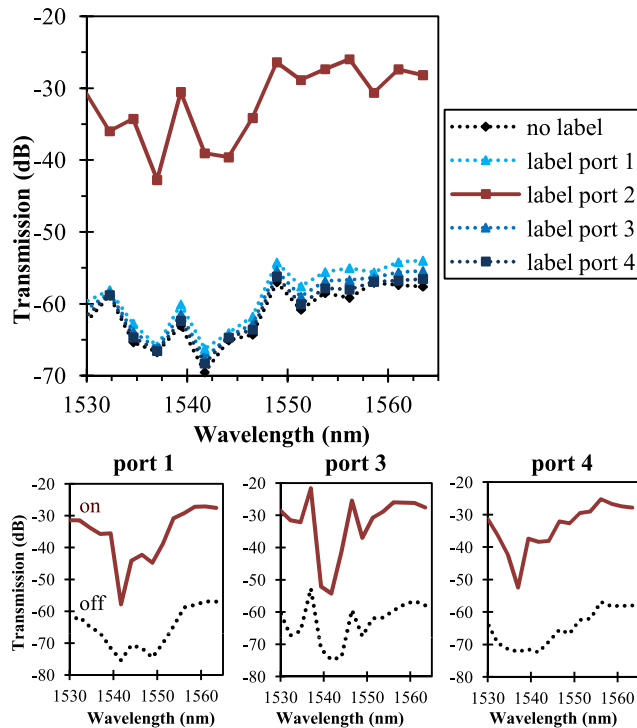 -20
-30
-40
-50
-60
-70
Transmission (dB)
1530 1540 1550 1560
Wavelength (nm)
no label
label port 1
label port 2
label port 3
label port 4
port 1
-20
-30
-40
-50
-60
-70
-80
Transmission (dB)
on
off
1530 1540 1550 1560
Wavelength (nm)
port 3
-20
-30
-40
-50
-60
-70
-80
1530 1540 1550 1560
Wavelength (nm)
port 4
-20
-30
-40
-50
-60
-70
-80
1530 1540 1550 1560
Wavelength (nm)